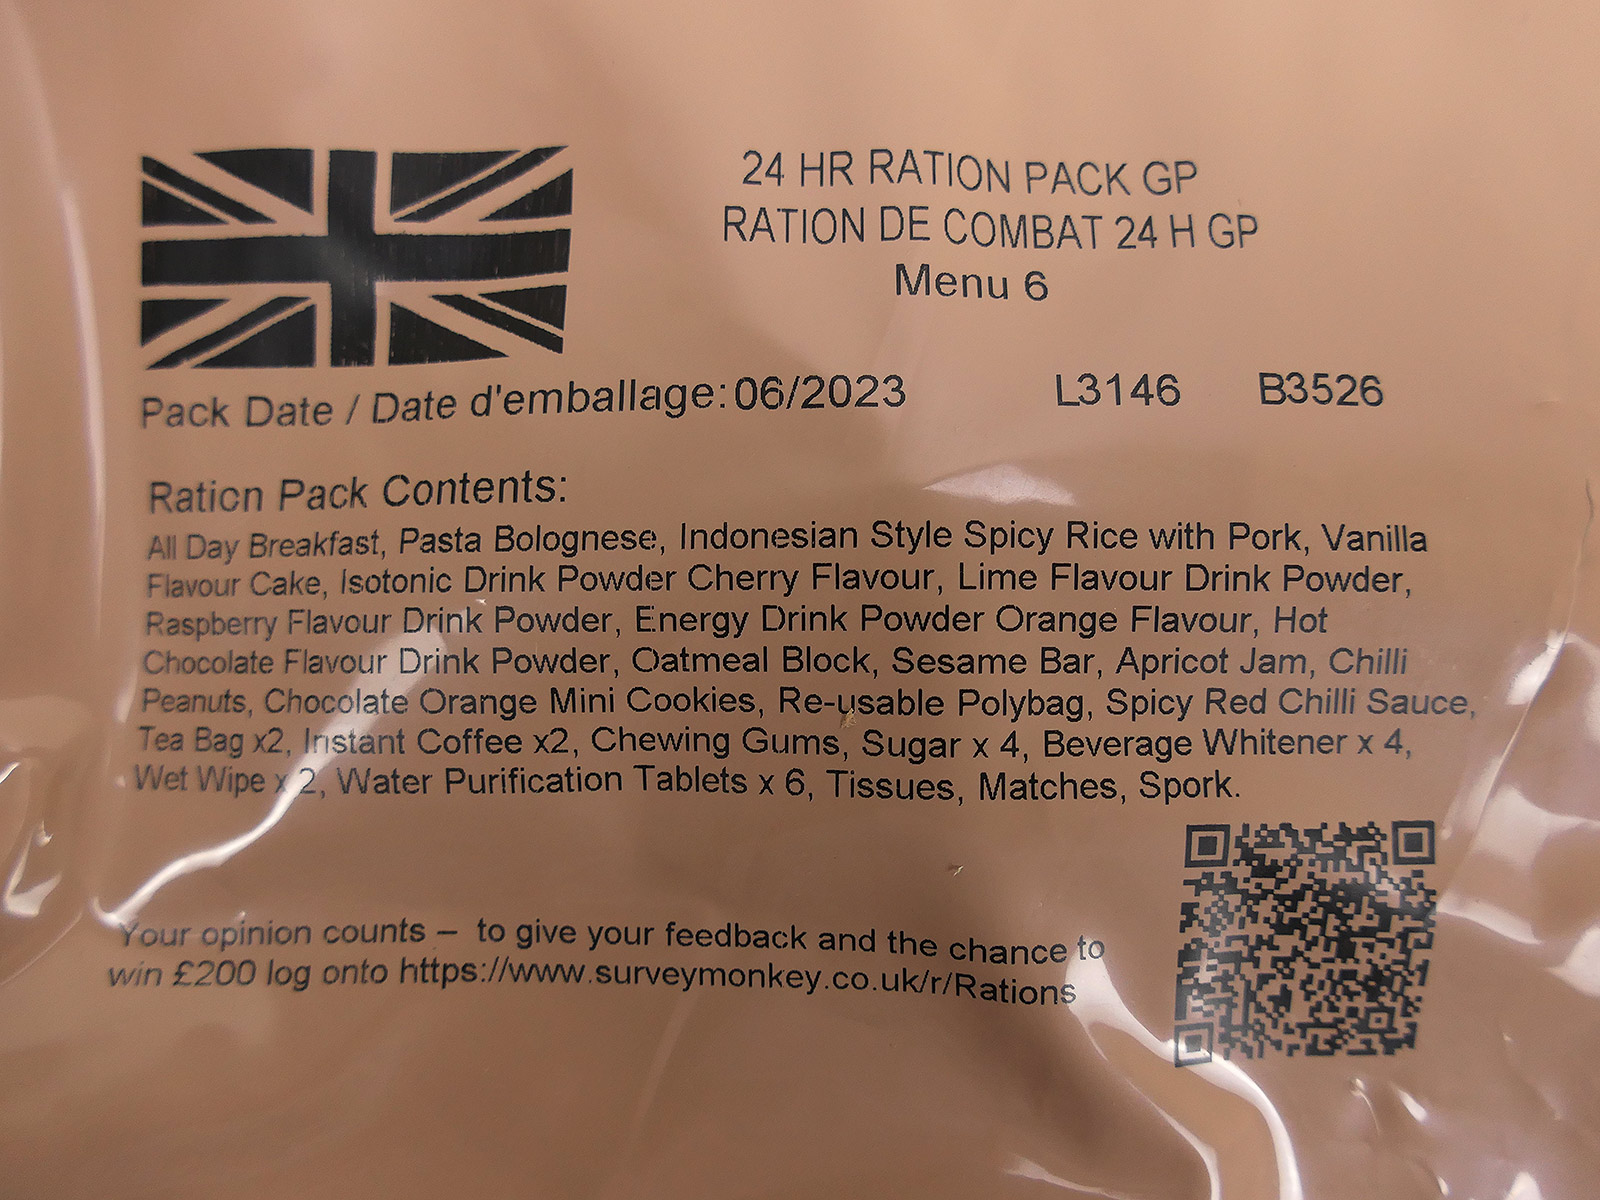 24 HR RATION PACK GP
RATION DE COMBAT 24 H GP
Menu 6
Pack Date / Date d'emballage: 06/2023 L3146 B3526
Ration Pack Contents:
All Day Breakfast, Pasta Bolognese, Indonesian Style Spicy Rice with Pork, Vanilla
Flavour Cake, Isotonic Drink Powder Cherry Flavour, Lime Flavour Drink Powder,
Raspberry Flavour Drink Powder, Energy Drink Powder Orange Flavour, Hot
Chocolate Flavour Drink Powder, Oatmeal Block, Sesame Bar, Apricot Jam, Chilli
Peanuts, Chocolate Orange Mini Cookies, Re-usable Polybag, Spicy Red Chilli Sauce,
Tea Bag x2, Instant Coffee x2, Chewing Gums, Sugar x 4, Beverage Whitener x 4,
Wet Wipe x 2, Water Purification Tablets x 6, Tissues, Matches, Spork.
Your opinion counts – to give your feedback and the chance to
win £200 log onto https://www.surveymonkey.co.uk/r/Rations